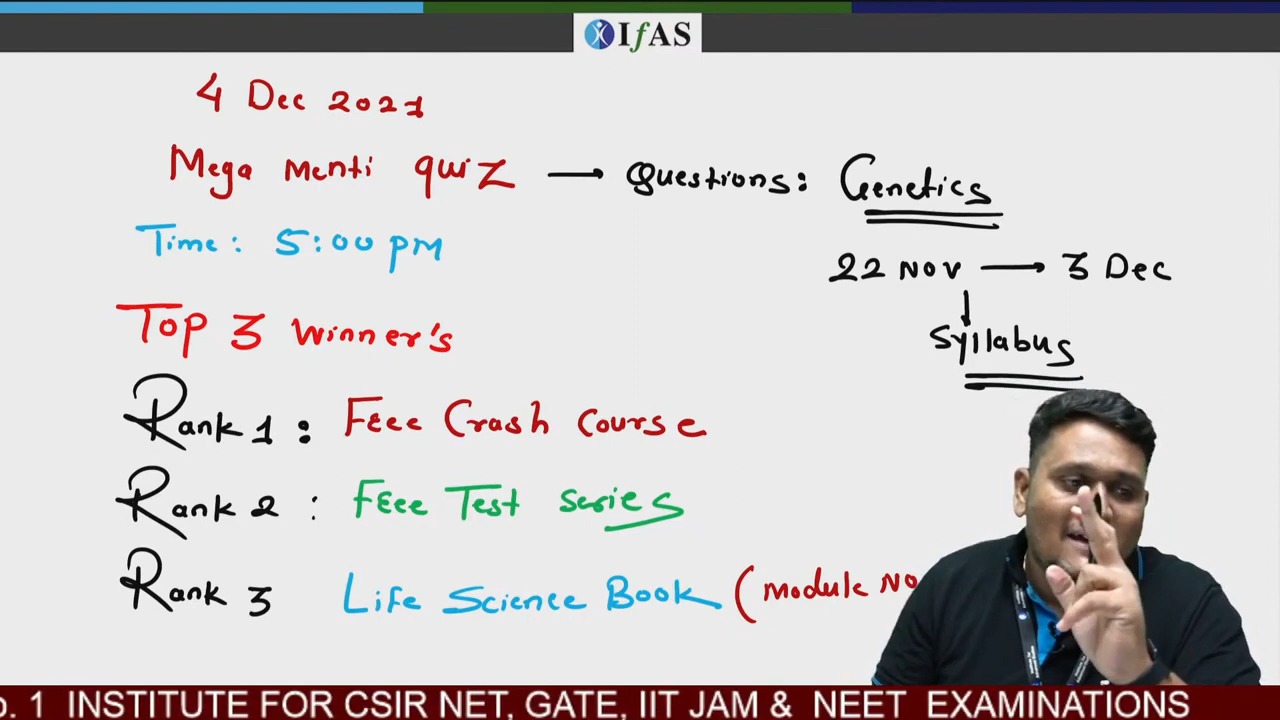 IfAS
4 Dec 2021
Mega Menti quiz → Questions: Genetics
Time: 5:00 PM
22 Nov → 3 Dec
Syllabus
Top 3 Winner's
Rank 1: Free Crash Course
Rank 2: Free Test Series
Rank 3 Life Science Book (Module No
o. 1 INSTITUTE FOR CSIR NET, GATE, IIT JAM & NEET EXAMINATIONS